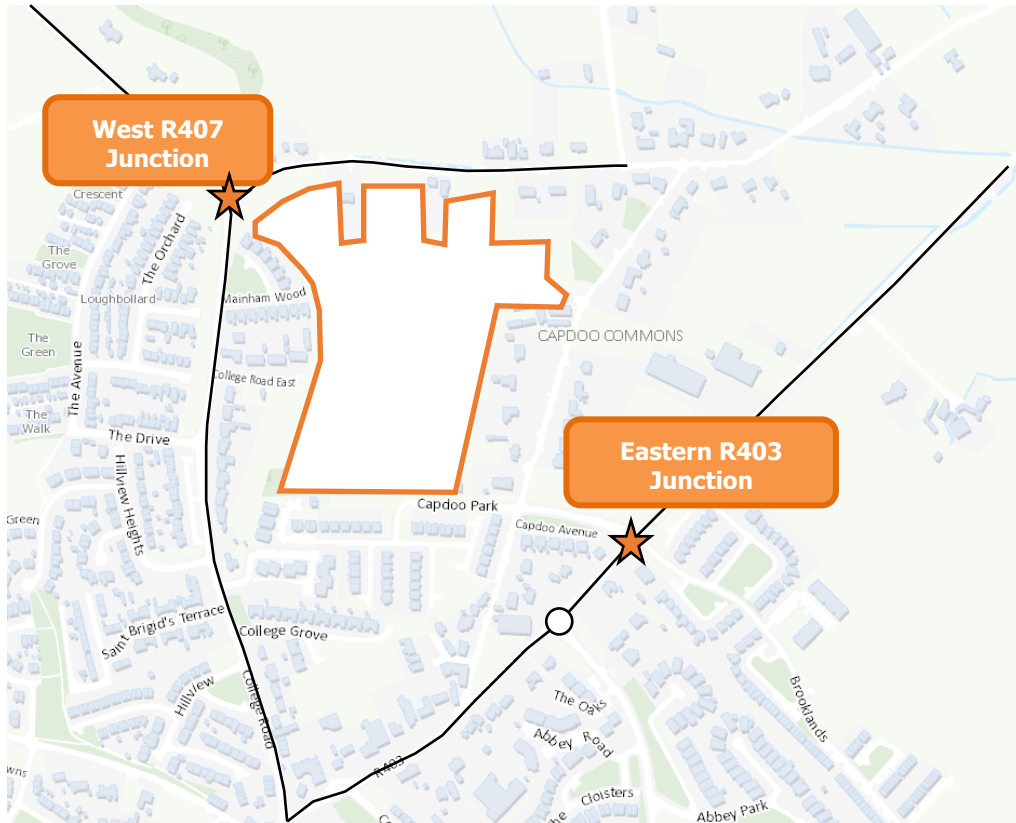 West R407
Junction
Crescent
The Orchard
The
Grove
Loughbollard
Mainham Wood
The
Green
CAPDOO COMMONS
The Avenue
College Road East
The
Walk
The Drive
Eastern R403
Junction
Hillview Heights
Capdoo Park
Green
Capdoo Avenue
Saint Brigid's Terrace
College Grove
Hillview
College Road
The Oaks
Brooklands
Abbey Road
R403
wns
Cloisters
The
Abbey Park
Co